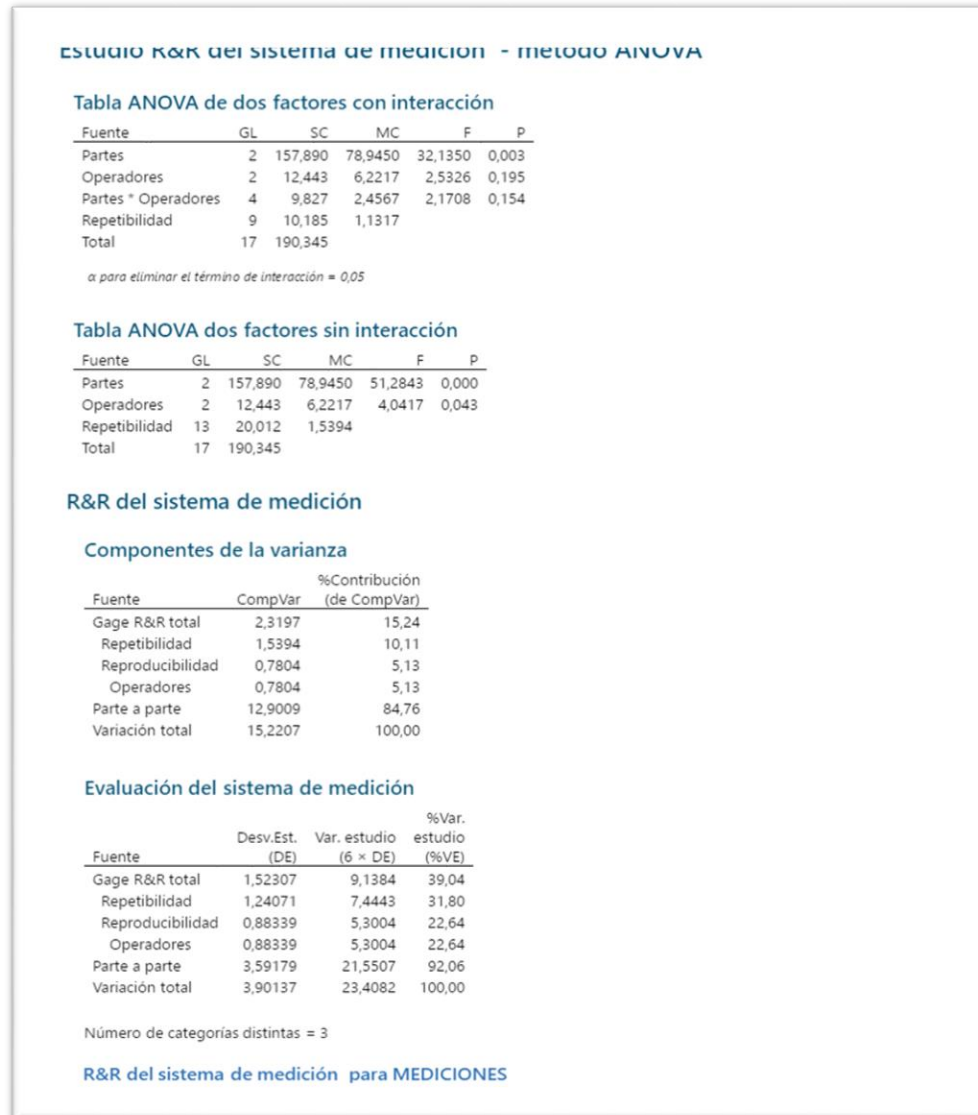 Estudio R&R del sistema de medición - método ANOVA
Tabla ANOVA de dos factores con interacción
Fuente GL SC MC F P
Partes 2 157,890 78,9450 32,1350 0,003
Operadores 2 12,443 6,2217 2,5326 0,195
Partes * Operadores 4 9,827 2,4567 2,1708 0,154
Repetibilidad 9 10,185 1,1317
Total 17 190,345
α para eliminar el término de interacción = 0,05
Tabla ANOVA dos factores sin interacción
Fuente GL SC MC F P
Partes 2 157,890 78,9450 51,2843 0,000
Operadores 2 12,443 6,2217 4,0417 0,043
Repetibilidad 13 20,012 1,5394
Total 17 190,345
R&R del sistema de medición
Componentes de la varianza
%Contribución
Fuente CompVar (de CompVar)
Gage R&R total 2,3197 15,24
Repetibilidad 1,5394 10,11
Reproducibilidad 0,7804 5,13
Operadores 0,7804 5,13
Parte a parte 12,9009 84,76
Variación total 15,2207 100,00
Evaluación del sistema de medición
%Var.
Desv.Est. Var. estudio estudio
Fuente (DE) (6 × DE) (%VE)
Gage R&R total 1,52307 9,1384 39,04
Repetibilidad 1,24071 7,4443 31,80
Reproducibilidad 0,88339 5,3004 22,64
Operadores 0,88339 5,3004 22,64
Parte a parte 3,59179 21,5507 92,06
Variación total 3,90137 23,4082 100,00
Número de categorías distintas = 3
R&R del sistema de medición para MEDICIONES